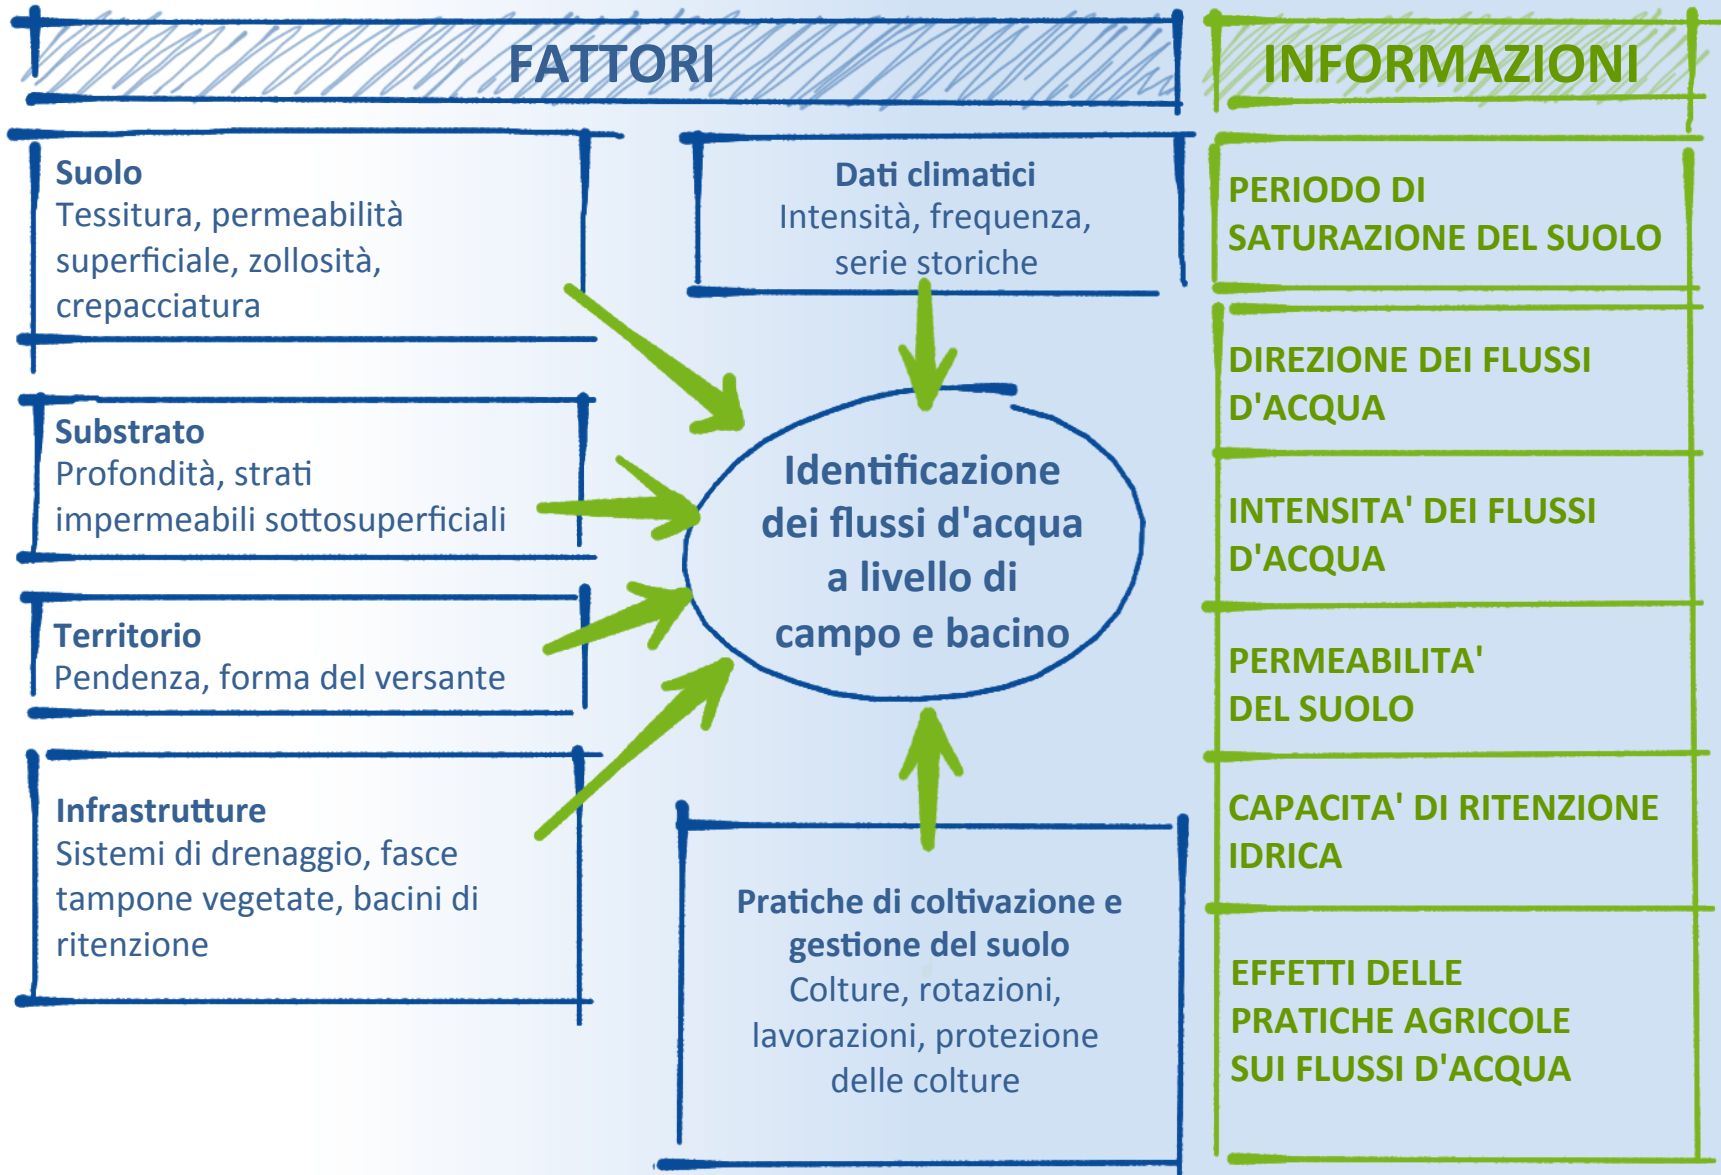 FATTORI
INFORMAZIONI
Suolo
Tessitura, permeabilità
superficiale, zollosità,
crepacciatura
Dati climatici
Intensità, frequenza,
serie storiche
Substrato
Profondità, strati
impermeabili sottosuperficiali
Territorio
Pendenza, forma del versante
Infrastrutture
Sistemi di drenaggio, fasce
tampone vegetate, bacini di
ritenzione
Identificazione
dei flussi d'acqua
a livello di
campo e bacino
Pratiche di coltivazione e
gestione del suolo
Colture, rotazioni,
lavorazioni, protezione
delle colture
PERIODO DI
SATURAZIONE DEL SUOLO
DIREZIONE DEI FLUSSI
D'ACQUA
INTENSITA' DEI FLUSSI
D'ACQUA
PERMEABILITA'
DEL SUOLO
CAPACITA' DI RITENZIONE
IDRICA
EFFETTI DELLE
PRATICHE AGRICOLE
SUI FLUSSI D'ACQUA